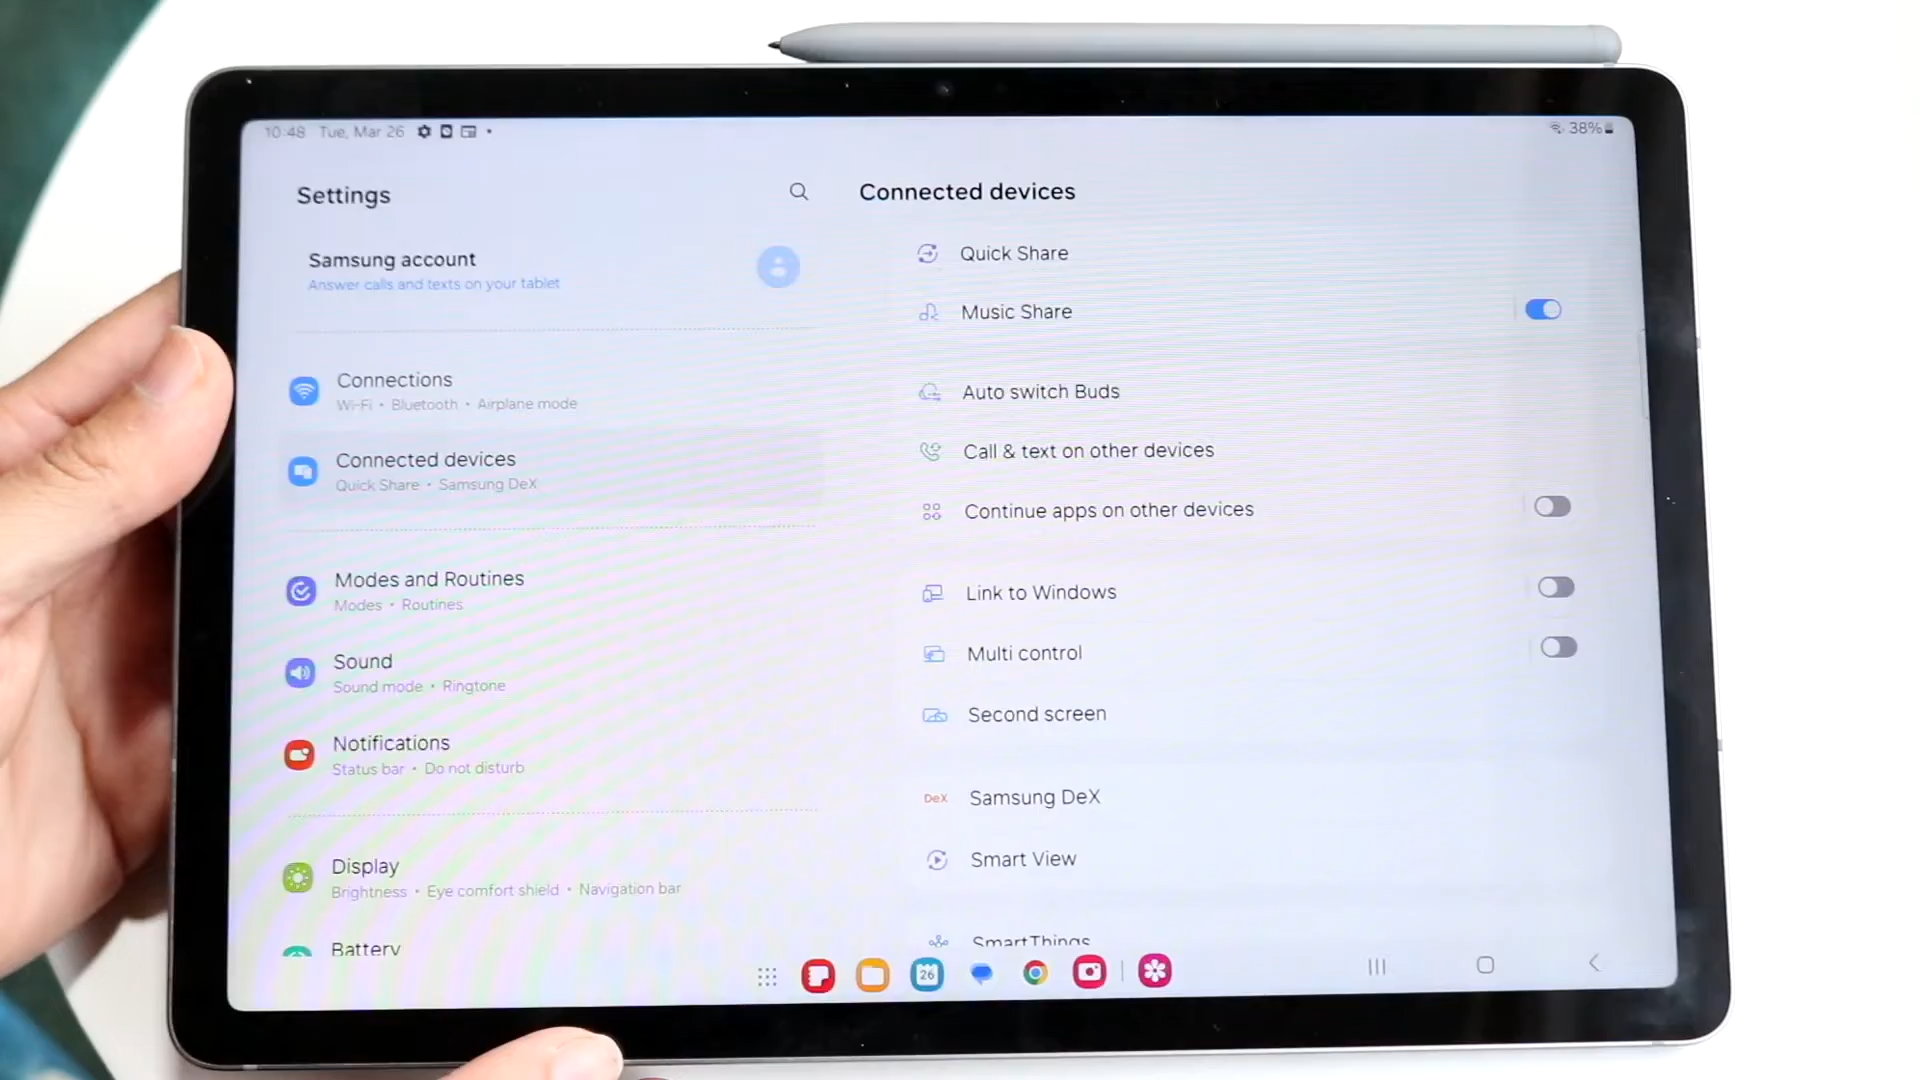 10:48 Tue, Mar 26
38%
Settings
Samsung account
Answer calls and texts on your tablet
Connections
Wi-Fi • Bluetooth • Airplane mode
Connected devices
Quick Share • Samsung DeX
Modes and Routines
Modes • Routines
Sound
Sound mode • Ringtone
Notifications
Status bar • Do not disturb
Display
Brightness • Eye comfort shield • Navigation bar
Battery
Connected devices
Quick Share
Music Share
Auto switch Buds
Call & text on other devices
Continue apps on other devices
Link to Windows
Multi control
Second screen
DeX Samsung DeX
Smart View
SmartThings
26